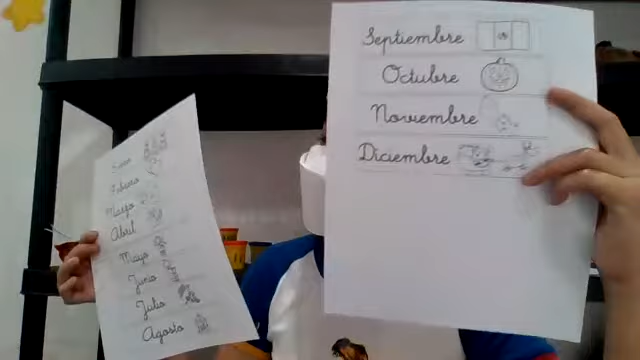 Enero
Febrero
Marzo
Abril
Mayo
Junio
Julio
Agosto
Septiembre
Octubre
Noviembre
Diciembre